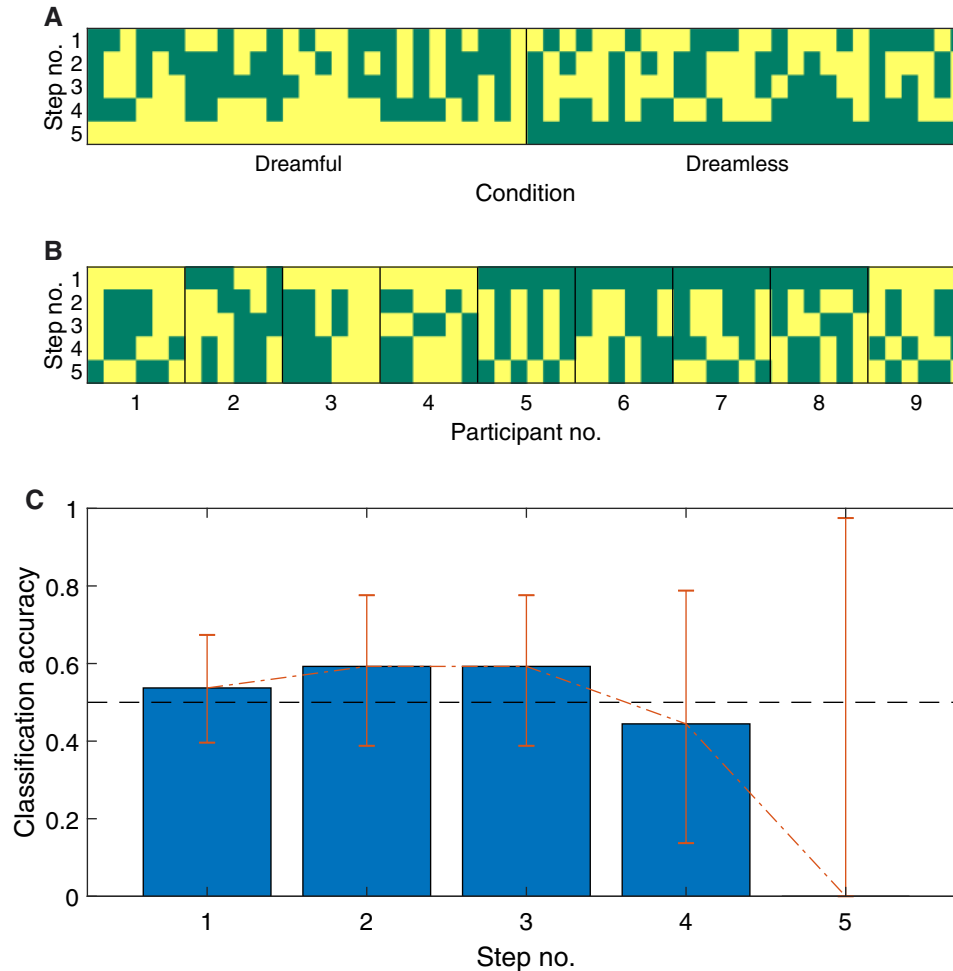 A
Step no.
1
2
3
4
5
Dreamful Dreamless
Condition
B
Step no.
1
2
3
4
5
1 2 3 4 5 6 7 8 9
Participant no.
C
Classification accuracy
1
0.8
0.6
0.4
0.2
0
1 2 3 4 5
Step no.